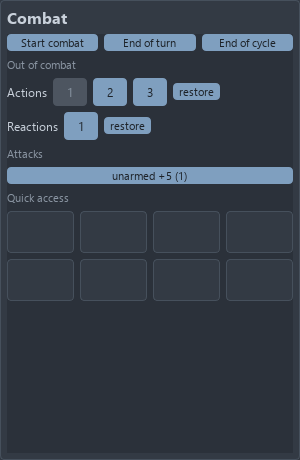 Combat
Start combat End of turn End of cycle
Out of combat
Actions 1 2 3 restore
Reactions 1 restore
Attacks
unarmed +5 (1)
Quick access